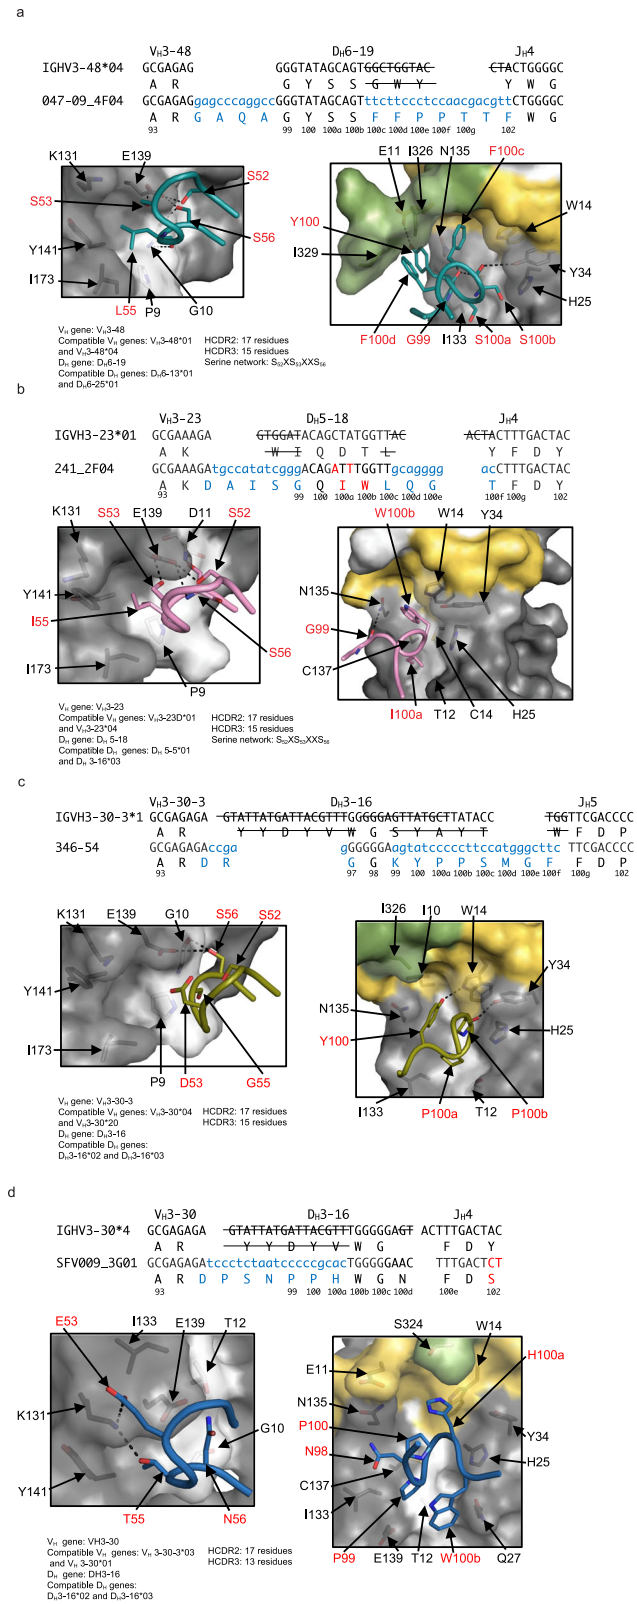 a
VH3-48 DH6-19 JH4
IGHV3-48*04 GCGAGAG GGGTATAGCAGTGGCTGGTAC CTACTGGGGC
A R G Y S S G W Y Y W G
047-09_4F04 GCGAGAGgagcccaggccGGGTATAGCAGTttcttccctccaacgacgttCTGGGGC
A R G A Q A G Y S S F F P P T T F W G
93 99 100 100a 100b 100c 100d 100e 100f 100g 102
K131 E139 S52
S53
S56
Y141
I173
L55 P9 G10
E11 I326 N135 F100c
Y100 W14
I329
Y34
H25
F100d G99 I133 S100a S100b
VH gene: VH3-48
Compatible VH genes: VH3-48*01
and VH3-48*04
DH gene: DH6-19
Compatible DH genes: DH6-13*01
and DH6-25*01
HCDR2: 17 residues
HCDR3: 15 residues
Serine network: S52XS53XXS56
b
VH3-23 DH5-18 JH4
IGVH3-23*01 GCGAAAGA GTGGATACAGCTATGGTTAC ACTACTTTGACTAC
A K W I Q D T L T F D Y
241_2F04 GCGAAAGAtgccatatcgggACAGATTTGGTTgcaggggg acCTTTGACTAC
A K D A I S G Q I W L Q G T F D Y
93 99 100 100a 100b 100c 100d 100e 100f 100g 102
S53 E139 D11 S52
K131
Y141
I55
S56
I173
P9
W100b W14 Y34
N135
G99
C137
I100a T12 C14 H25
VH gene: VH3-23
Compatible VH genes: VH3-23D*01
and VH3-23*04
DH gene: DH 5-18
Compatible DH genes: DH 5-5*01
and DH 3-16*03
HCDR2: 17 residues
HCDR3: 15 residues
Serine network: S52XS53XXS56
c
VH3-30-3 DH3-16 JH5
IGVH3-30-3*1 GCGAGAGA GTATTATGATTACGTTTGGGGGAGTTATGCTTATACC TGGTTCGACCCC
A R Y Y D Y V W G S Y A Y T W F D P
346-54 GCGAGAGAccga gGGGGGAagtatcccccttccatgggcttc TTCGACCCC
A R D R G G K Y P P S M G F F D P
93 97 98 99 100 100a 100b 100c 100d 100e 100f 100g 102
K131 E139 G10 S56 S52
Y141
I173
P9 D53 G55
I326 I10 W14
Y34
N135
Y100 H25
I133 P100a T12 P100b
VH gene: VH3-30-3
Compatible VH genes: VH3-30*04
and VH3-30*20
DH gene: DH3-16
Compatible DH genes:
DH3-16*02 and DH3-16*03
HCDR2: 17 residues
HCDR3: 15 residues
d
VH3-30 DH3-16 JH4
IGHV3-30*4 GCGAGAGA GTATTATGATTACGTTTGGGGGAGT ACTTTGACTAC
A R Y Y D Y V W G F D Y
SFV009_3G01 GCGAGAGAtccctctaatcccccgcacTGGGGGAAC TTTGACTCT
A R D P S N P P H W G N F D S
93 99 100 100a 100b 100c 100d 100e 102
E53 I133 E139 T12
K131
G10
Y141
T55 N56
S324 W14
E11 H100a
N135
P100 Y34
N98
H25
C137
I133
P99 E139 T12 W100b Q27
VH gene: VH3-30
Compatible VH genes: VH 3-30-3*03
and VH 3-30*01
DH gene: DH3-16
Compatible DH genes:
DH3-16*02 and DH3-16*03
HCDR2: 17 residues
HCDR3: 13 residues